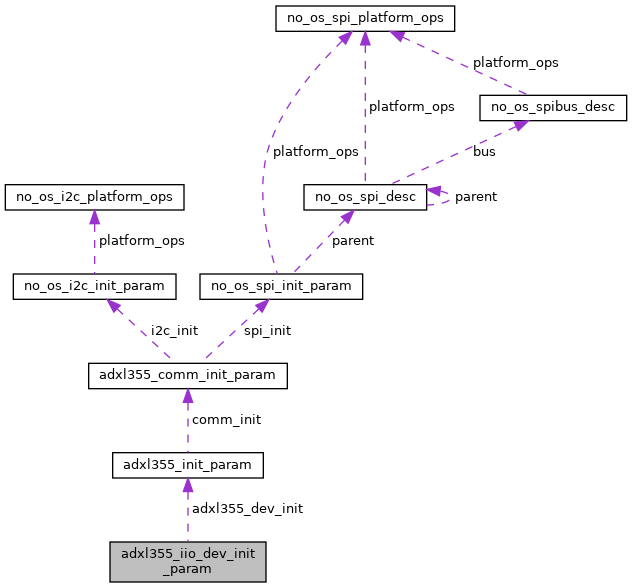 no_os_spi_platform_ops
platform_ops
no_os_spibus_desc
platform_ops
platform_ops
bus
no_os_i2c_platform_ops
no_os_spi_desc
parent
platform_ops
parent
no_os_i2c_init_param
no_os_spi_init_param
i2c_init
spi_init
adxl355_comm_init_param
comm_init
adxl355_init_param
adxl355_dev_init
adxl355_iio_dev_init
_param